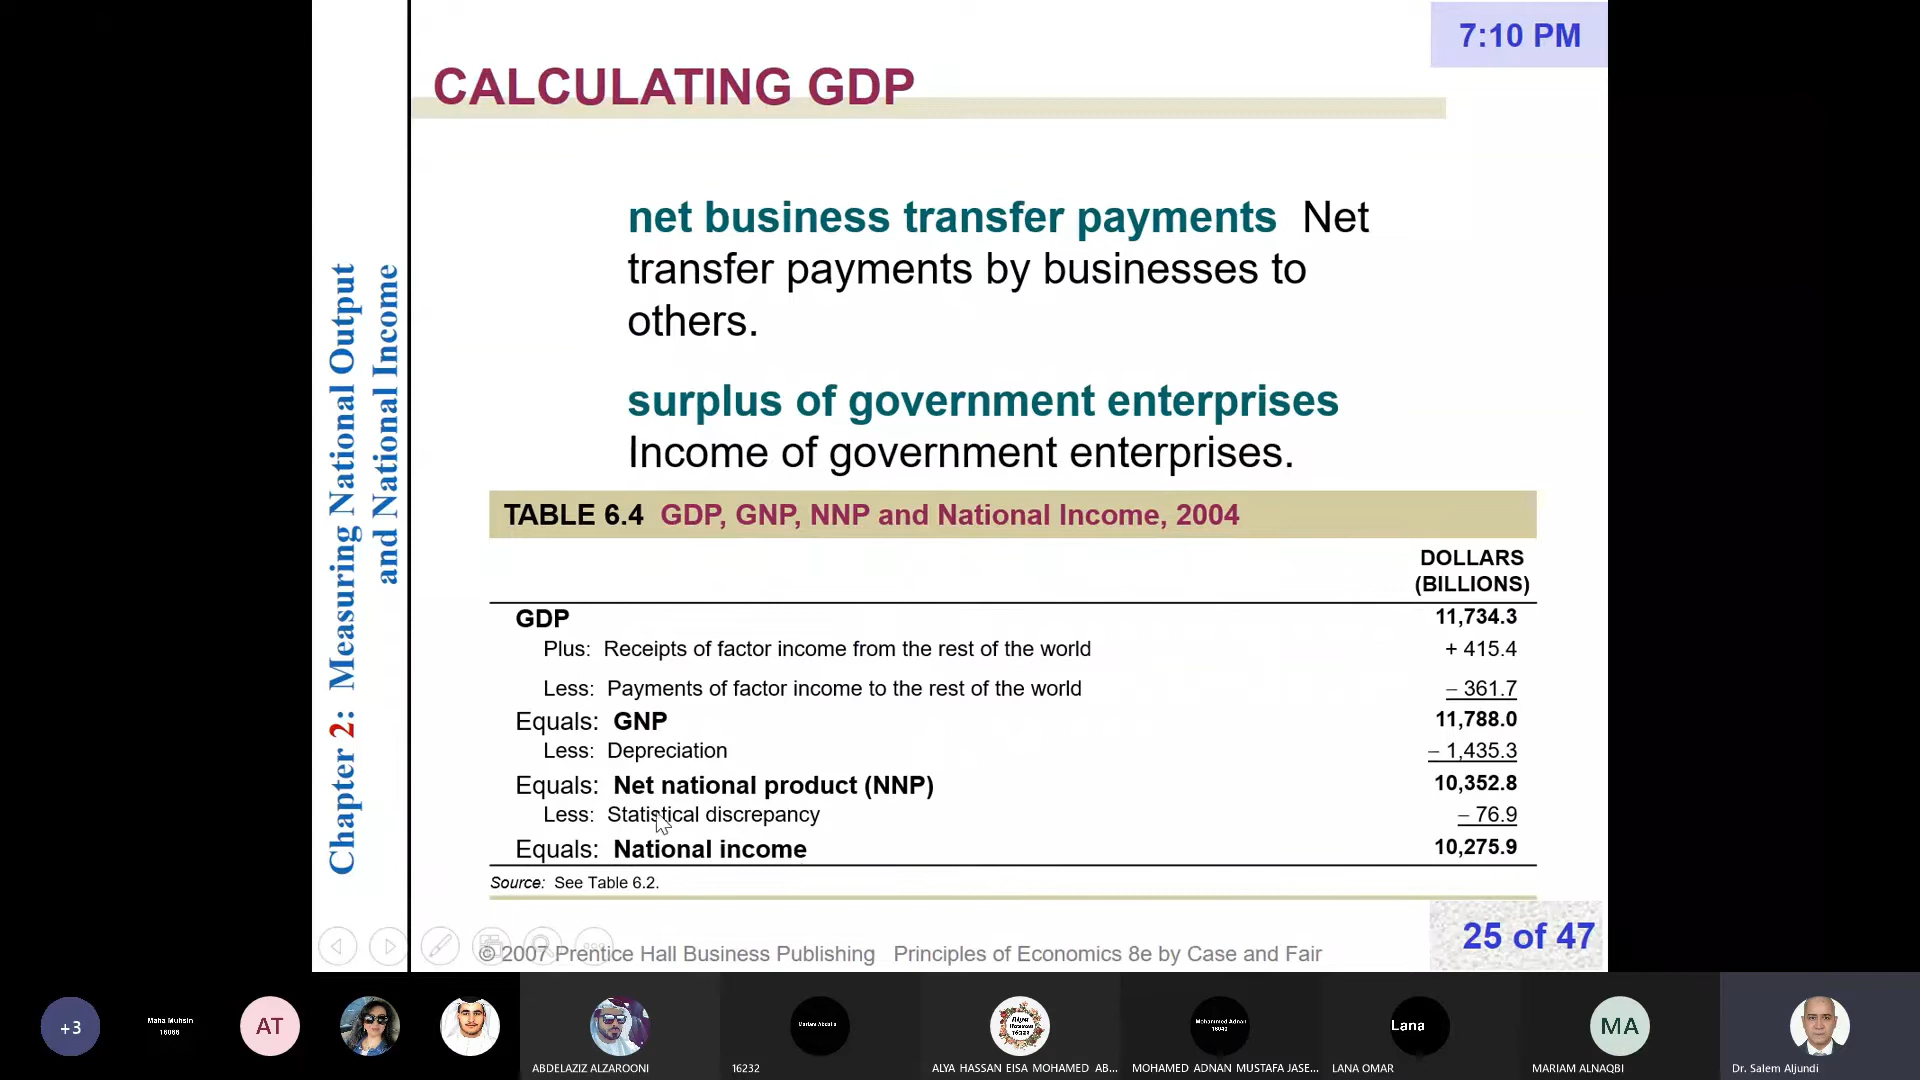 7:10 PM
CALCULATING GDP
Chapter 2: Measuring National Output
and National Income
net business transfer payments Net
transfer payments by businesses to
others.
surplus of government enterprises
Income of government enterprises.
TABLE 6.4 GDP, GNP, NNP and National Income, 2004
DOLLARS
(BILLIONS)
GDP 11,734.3
Plus: Receipts of factor income from the rest of the world + 415.4
Less: Payments of factor income to the rest of the world – 361.7
Equals: GNP 11,788.0
Less: Depreciation – 1,435.3
Equals: Net national product (NNP) 10,352.8
Less: Statistical discrepancy – 76.9
Equals: National income 10,275.9
Source: See Table 6.2.
© 2007 Prentice Hall Business Publishing Principles of Economics 8e by Case and Fair
25 of 47
+3
Maha Muhsin
AT
Alya
Hassan
16321
Mohammed Adnan
Lana
MA
ABDELAZIZ ALZAROONI
16232
ALYA HASSAN EISA MOHAMED AB...
MOHAMED ADNAN MUSTAFA JASE...
LANA OMAR
MARIAM ALNAQBI
Dr. Salem Aljundi